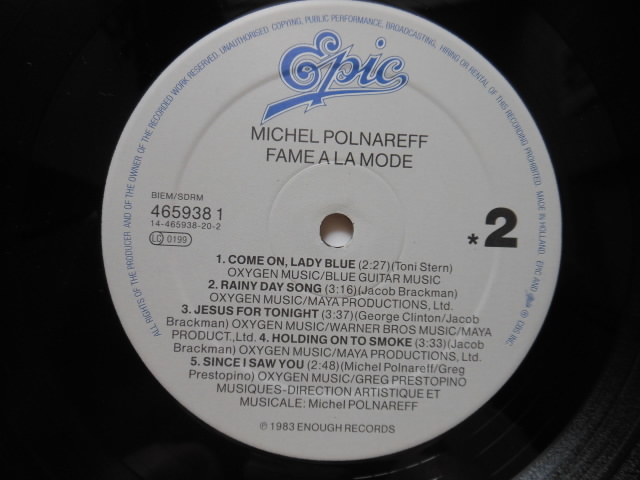 ALL RIGHTS OF THE PRODUCER AND OF THE OWNER OF THE RECORDED WORK RESERVED. UNAUTHORISED COPYING, PUBLIC PERFORMANCE, BROADCASTING, HIRING OR RENTAL OF THIS RECORDING PROHIBITED. MADE IN HOLLAND. EPIC AND ® CBS INC.
Epic
MICHEL POLNAREFF
FAME A LA MODE
BIEM/SDRM
465938 1
14-465938-20-2
LC 0199
*2
1. COME ON, LADY BLUE (2:27)(Toni Stern)
OXYGEN MUSIC/BLUE GUITAR MUSIC
2. RAINY DAY SONG (3:16)(Jacob Brackman)
OXYGEN MUSIC/MAYA PRODUCTIONS, Ltd.
3. JESUS FOR TONIGHT (3:37)(George Clinton/Jacob
Brackman) OXYGEN MUSIC/WARNER BROS MUSIC/MAYA
PRODUCT.,Ltd. 4. HOLDING ON TO SMOKE (3:33)(Jacob
Brackman) OXYGEN MUSIC/MAYA PRODUCTIONS, Ltd.
5. SINCE I SAW YOU (2:48)(Michel Polnareff/Greg
Prestopino) OXYGEN MUSIC/GREG PRESTOPINO
MUSIQUES-DIRECTION ARTISTIQUE ET
MUSICALE: Michel POLNAREFF
℗ 1983 ENOUGH RECORDS